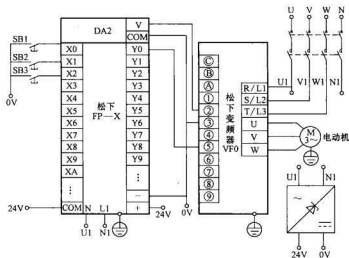 U V W N
DA2
V
COM
SB1
SB2
SB3
0V
X0
X1
X2
X3
X4
X5
X6
X7
X8
X9
XA
⋮
COM N L1
24V
U1 N1
松下
FP—X
Y0
Y1
Y2
Y3
Y4
Y5
Y6
Y7
Y8
Y9
⋮
−
+
0V
24V
Ⓒ
Ⓑ
Ⓐ
①
②
③
④
⑤
⑥
⑦
⑧
⑨
松下变频器
VF0
R/L1
S/L2
T/L3
U
V
W
U1 V1 W1 N1
M
3~
电动机
U1 N1
~
24V 0V